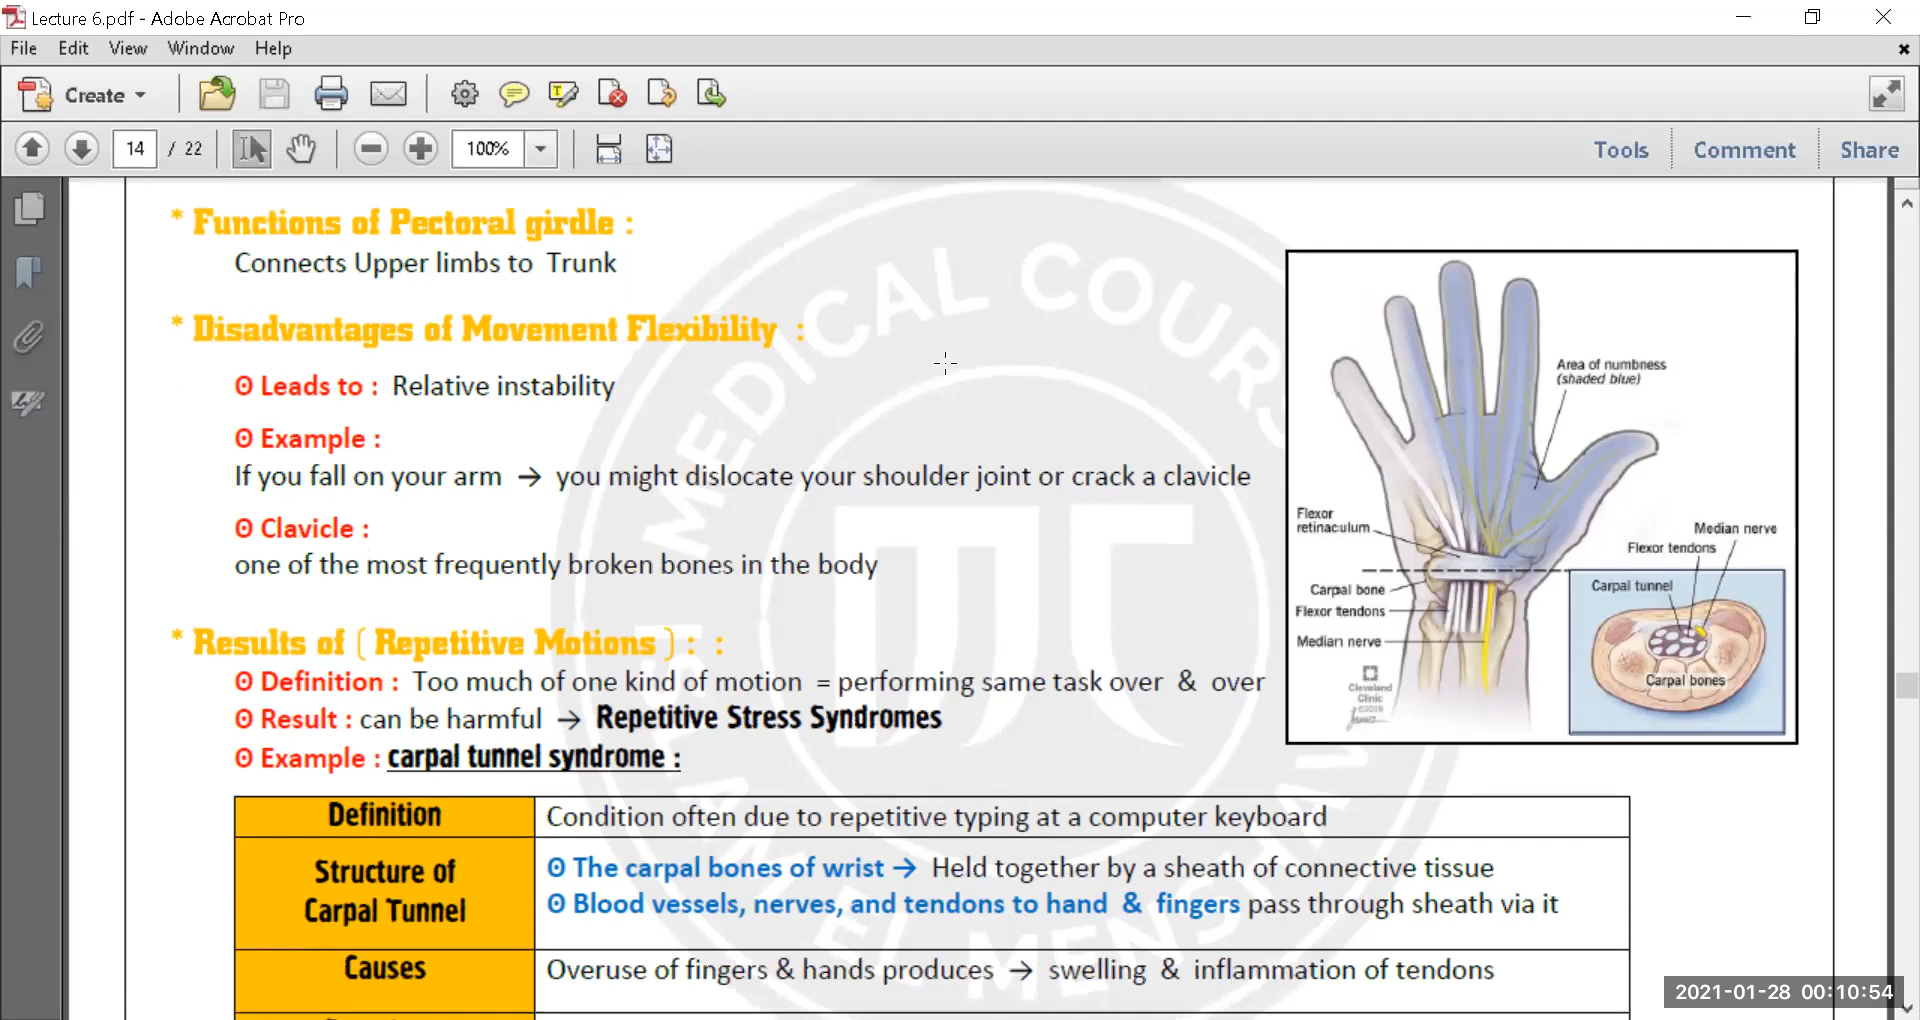 Lecture 6.pdf - Adobe Acrobat Pro
File Edit View Window Help
Create
14 / 22 100% Tools Comment Share
* Functions of Pectoral girdle :
Connects Upper limbs to Trunk
* Disadvantages of Movement Flexibility :
ʘ Leads to : Relative instability
ʘ Example :
If you fall on your arm → you might dislocate your shoulder joint or crack a clavicle
ʘ Clavicle :
one of the most frequently broken bones in the body
* Results of ( Repetitive Motions ) : :
ʘ Definition : Too much of one kind of motion = performing same task over & over
ʘ Result : can be harmful → Repetitive Stress Syndromes
ʘ Example : carpal tunnel syndrome :
Area of numbness
(shaded blue)
Flexor
retinaculum
Median nerve
Flexor tendons
Carpal tunnel
Carpal bone
Flexor tendons
Median nerve
Carpal bones
Cleveland
Clinic
©2019
Definition
Condition often due to repetitive typing at a computer keyboard
Structure of
Carpal Tunnel
ʘ The carpal bones of wrist → Held together by a sheath of connective tissue
ʘ Blood vessels, nerves, and tendons to hand & fingers pass through sheath via it
Causes
Overuse of fingers & hands produces → swelling & inflammation of tendons
MEDICAL COURS
MENSHAW
2021-01-28 00:10:54